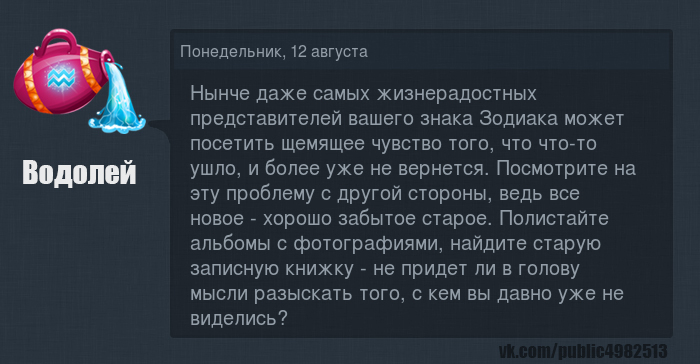 Понедельник, 12 августа
Нынче даже самых жизнерадостных
представителей вашего знака Зодиака может
посетить щемящее чувство того, что что-то
ушло, и более уже не вернется. Посмотрите на
эту проблему с другой стороны, ведь все
новое - хорошо забытое старое. Полистайте
альбомы с фотографиями, найдите старую
записную книжку - не придет ли в голову
мысли разыскать того, с кем вы давно уже не
виделись?
Водолей
vk.com/public4982513